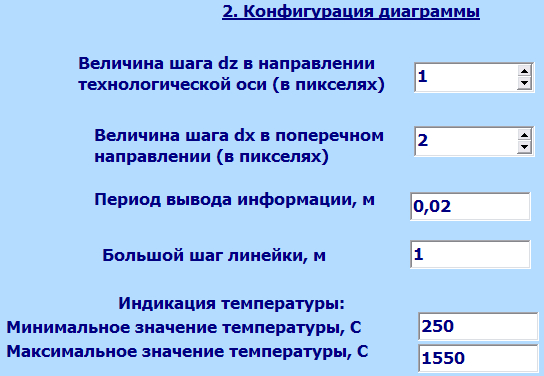 2. Конфигурация диаграммы
Величина шага dz в направлении
технологической оси (в пикселях)
1
Величина шага dx в поперечном
направлении (в пикселях)
2
Период вывода информации, м
0,02
Большой шаг линейки, м
1
Индикация температуры:
Минимальное значение температуры, С
250
Максимальное значение температуры, С
1550